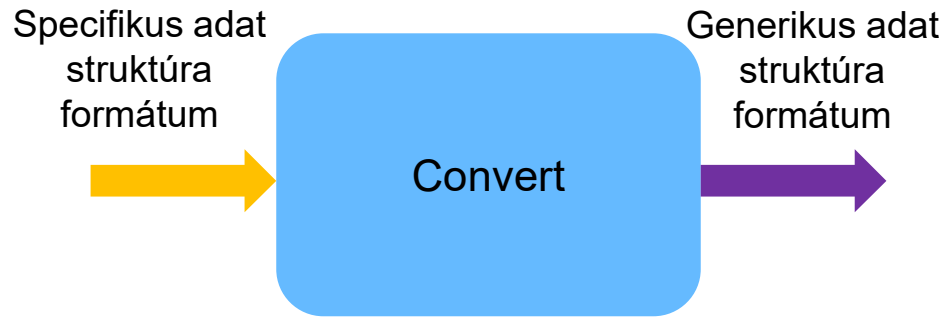 Specifikus adat
struktúra
formátum
Convert
Generikus adat
struktúra
formátum